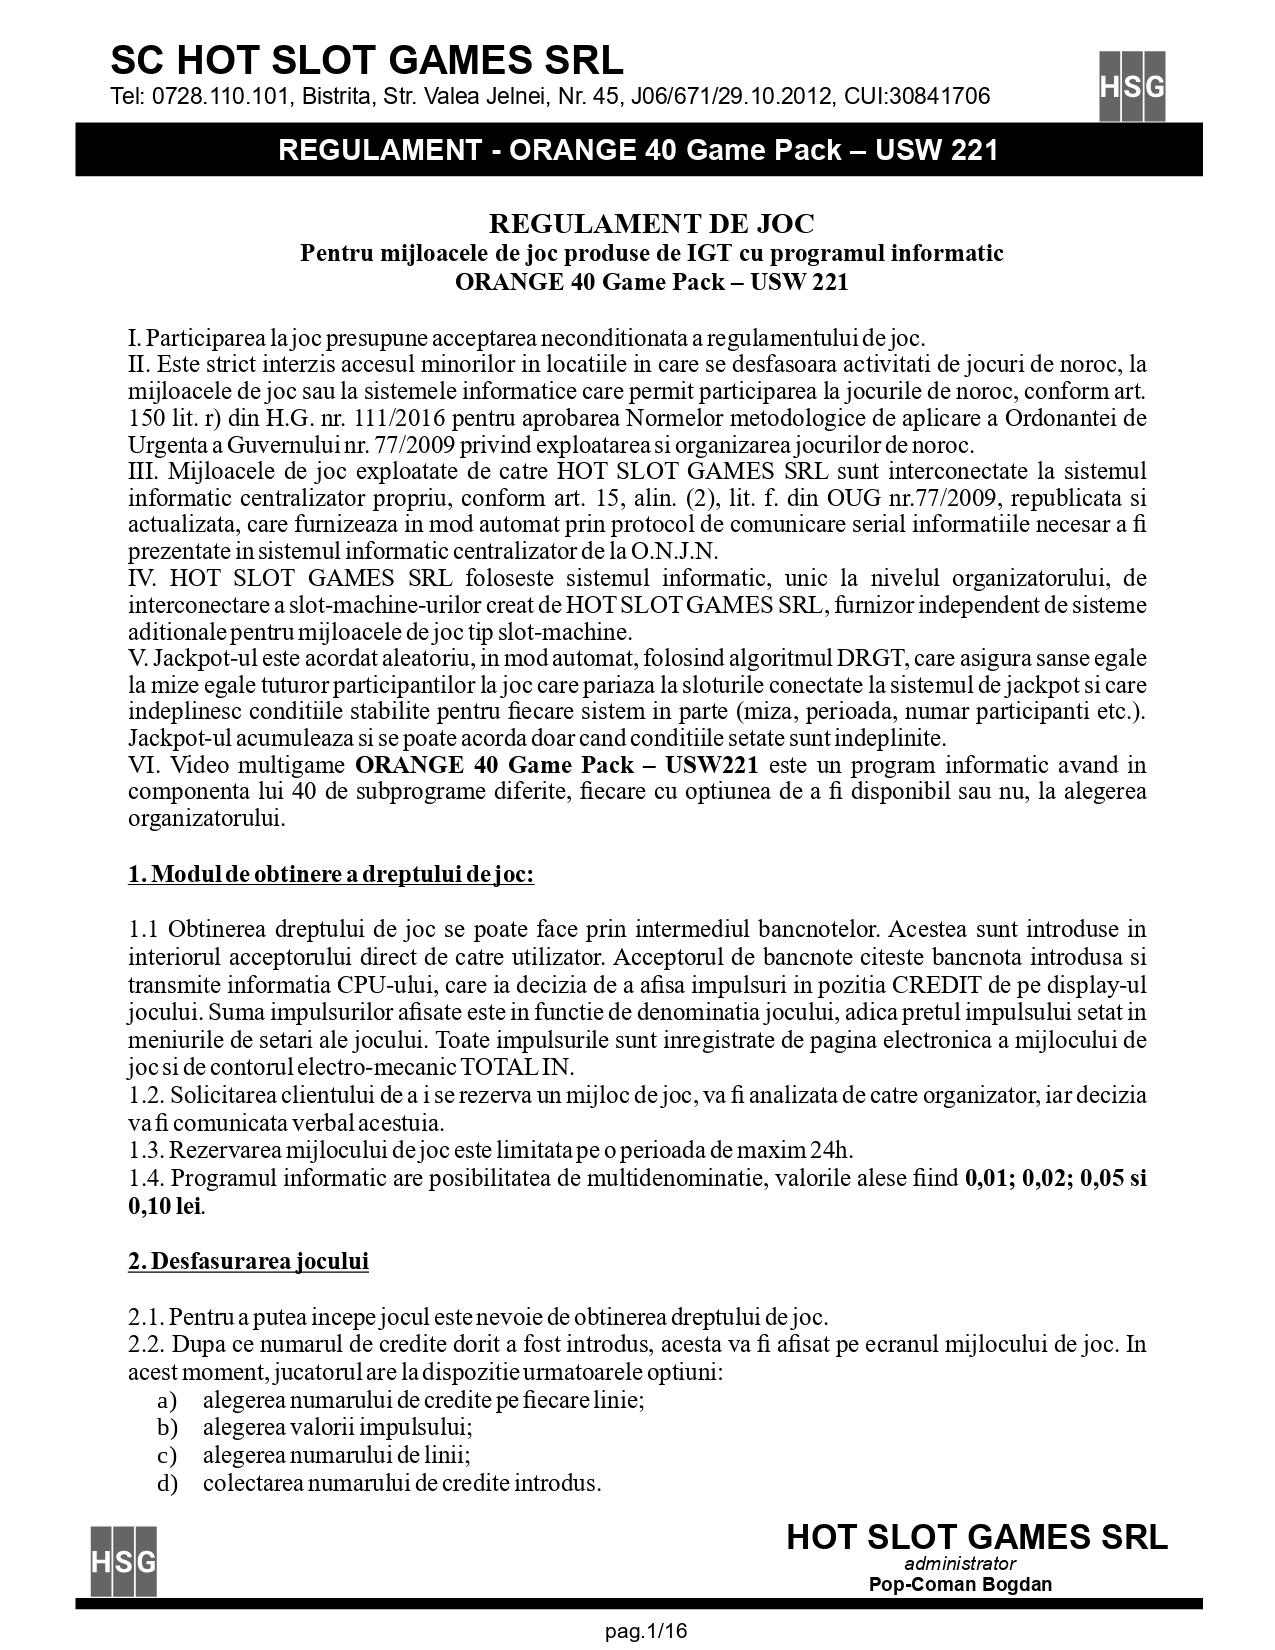 SC HOT SLOT GAMES SRL
Tel: 0728.110.101, Bistrita, Str. Valea Jelnei, Nr. 45, J06/671/29.10.2012, CUI:30841706
HSG
REGULAMENT - ORANGE 40 Game Pack – USW 221
REGULAMENT DE JOC
Pentru mijloacele de joc produse de IGT cu programul informatic
ORANGE 40 Game Pack – USW 221
I. Participarea la joc presupune acceptarea neconditionata a regulamentului de joc.
II. Este strict interzis accesul minorilor in locatiile in care se desfasoara activitati de jocuri de noroc, la
mijloacele de joc sau la sistemele informatice care permit participarea la jocurile de noroc, conform art.
150 lit. r) din H.G. nr. 111/2016 pentru aprobarea Normelor metodologice de aplicare a Ordonantei de
Urgenta a Guvernului nr. 77/2009 privind exploatarea si organizarea jocurilor de noroc.
III. Mijloacele de joc exploatate de catre HOT SLOT GAMES SRL sunt interconectate la sistemul
informatic centralizator propriu, conform art. 15, alin. (2), lit. f. din OUG nr.77/2009, republicata si
actualizata, care furnizeaza in mod automat prin protocol de comunicare serial informatiile necesar a fi
prezentate in sistemul informatic centralizator de la O.N.J.N.
IV. HOT SLOT GAMES SRL foloseste sistemul informatic, unic la nivelul organizatorului, de
interconectare a slot-machine-urilor creat de HOT SLOT GAMES SRL, furnizor independent de sisteme
aditionale pentru mijloacele de joc tip slot-machine.
V. Jackpot-ul este acordat aleatoriu, in mod automat, folosind algoritmul DRGT, care asigura sanse egale
la mize egale tuturor participantilor la joc care pariaza la sloturile conectate la sistemul de jackpot si care
indeplinesc conditiile stabilite pentru fiecare sistem in parte (miza, perioada, numar participanti etc.).
Jackpot-ul acumuleaza si se poate acorda doar cand conditiile setate sunt indeplinite.
VI. Video multigame ORANGE 40 Game Pack – USW221 este un program informatic avand in
componenta lui 40 de subprograme diferite, fiecare cu optiunea de a fi disponibil sau nu, la alegerea
organizatorului.
1. Modul de obtinere a dreptului de joc:
1.1 Obtinerea dreptului de joc se poate face prin intermediul bancnotelor. Acestea sunt introduse in
interiorul acceptorului direct de catre utilizator. Acceptorul de bancnote citeste bancnota introdusa si
transmite informatia CPU-ului, care ia decizia de a afisa impulsuri in pozitia CREDIT de pe display-ul
jocului. Suma impulsurilor afisate este in functie de denominatia jocului, adica pretul impulsului setat in
meniurile de setari ale jocului. Toate impulsurile sunt inregistrate de pagina electronica a mijlocului de
joc si de contorul electro-mecanic TOTAL IN.
1.2. Solicitarea clientului de a i se rezerva un mijloc de joc, va fi analizata de catre organizator, iar decizia
va fi comunicata verbal acestuia.
1.3. Rezervarea mijlocului de joc este limitata pe o perioada de maxim 24h.
1.4. Programul informatic are posibilitatea de multidenominatie, valorile alese fiind 0,01; 0,02; 0,05 si
0,10 lei.
2. Desfasurarea jocului
2.1. Pentru a putea incepe jocul este nevoie de obtinerea dreptului de joc.
2.2. Dupa ce numarul de credite dorit a fost introdus, acesta va fi afisat pe ecranul mijlocului de joc. In
acest moment, jucatorul are la dispozitie urmatoarele optiuni:
a) alegerea numarului de credite pe fiecare linie;
b) alegerea valorii impulsului;
c) alegerea numarului de linii;
d) colectarea numarului de credite introdus.
HSG
HOT SLOT GAMES SRL
administrator
Pop-Coman Bogdan
pag.1/16